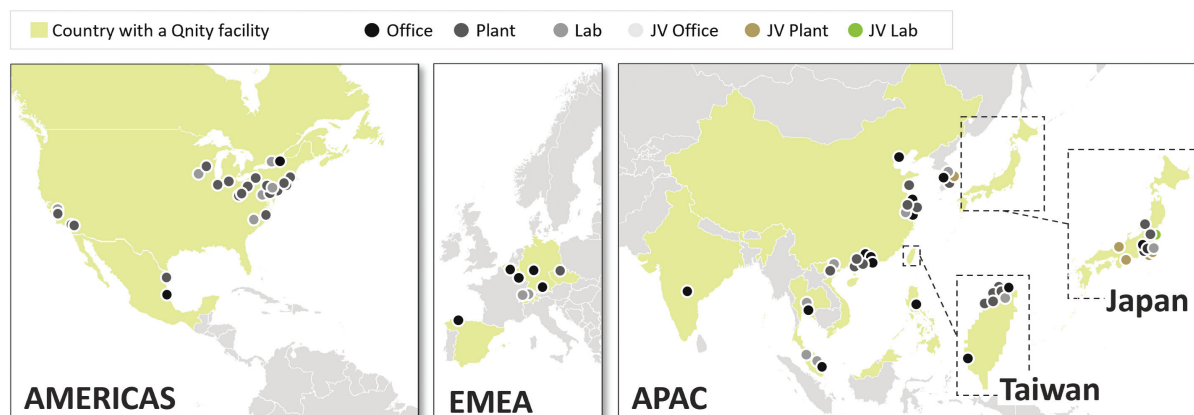 Country with a Qnity facility Office Plant Lab JV Office JV Plant JV Lab
AMERICAS
EMEA
APAC
Japan
Taiwan